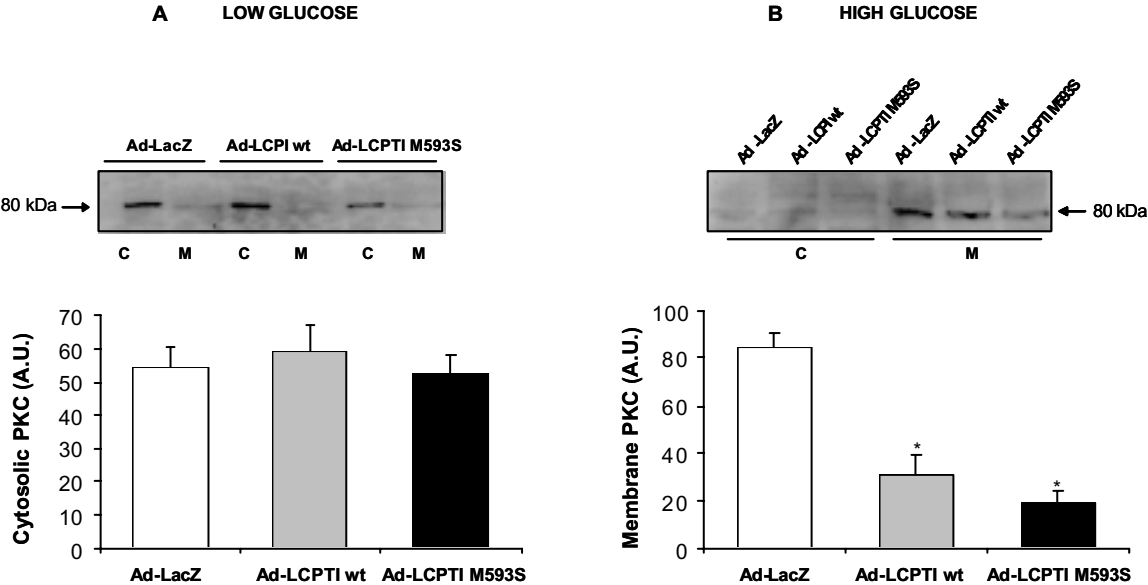 A LOW GLUCOSE
Ad-LacZ Ad-LCPI wt Ad-LCPTI M593S
80 kDa
C M C M C M
Cytosolic PKC (A.U.)
70
60
50
40
30
20
10
0
Ad-LacZ Ad-LCPTI wt Ad-LCPTI M593S
B HIGH GLUCOSE
Ad -LacZ Ad -LCPI wt Ad -LCPTI M593S Ad -LacZ Ad -LCPTI wt Ad -LCPTI M593S
80 kDa
C M
Membrane PKC (A.U.)
100
80
60
40
20
0
*
*
Ad-LacZ Ad-LCPTI wt Ad-LCPTI M593S